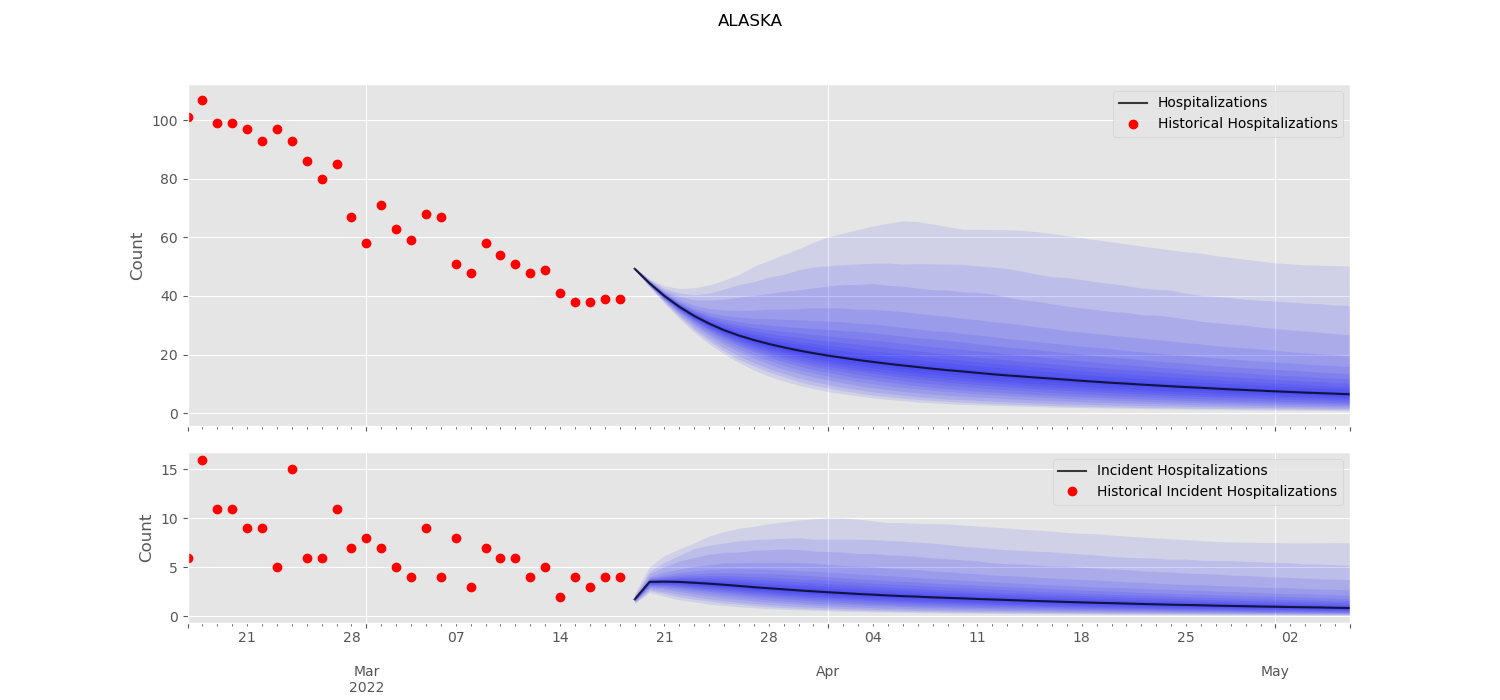 ALASKA
Hospitalizations
Historical Hospitalizations
Count
100
80
60
40
20
0
Incident Hospitalizations
Historical Incident Hospitalizations
Count
15
10
5
0
21 28 07 14 21 28 04 11 18 25 02
Mar Apr May
2022